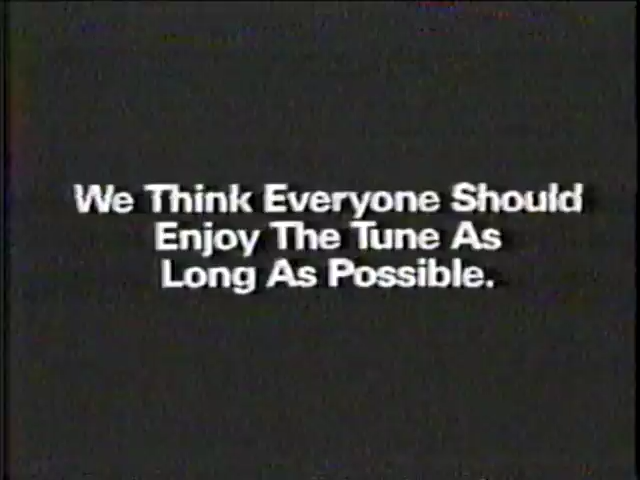 We Think Everyone Should
Enjoy The Tune As
Long As Possible.